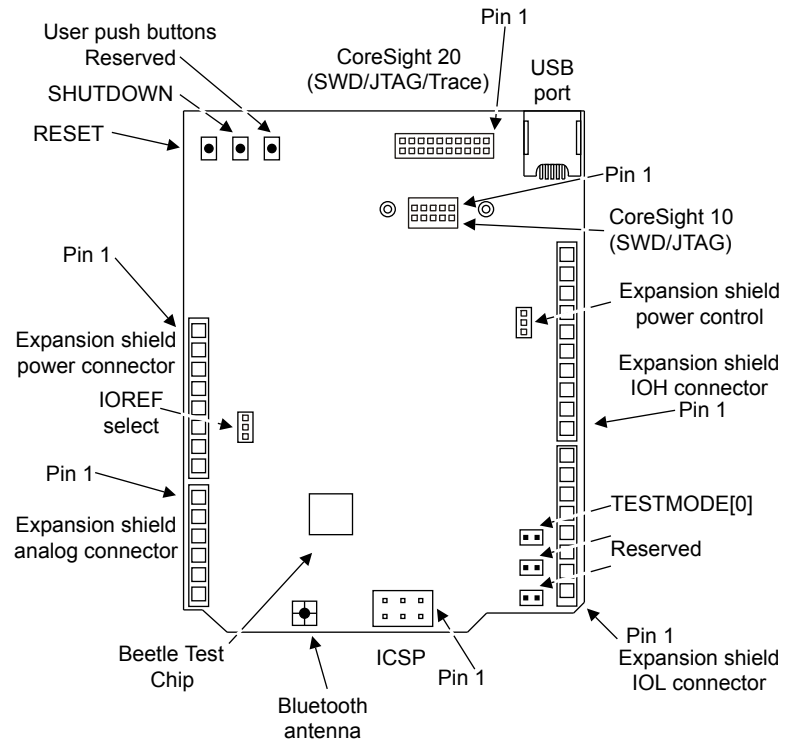 Pin 1
User push buttons
Reserved
CoreSight 20
(SWD/JTAG/Trace)
USB
port
SHUTDOWN
RESET
Pin 1
CoreSight 10
(SWD/JTAG)
Pin 1
Expansion shield
power control
Expansion shield
power connector
Expansion shield
IOH connector
Pin 1
IOREF
select
Pin 1
Expansion shield
analog connector
TESTMODE[0]
Reserved
Beetle Test
Chip
Bluetooth
antenna
ICSP
Pin 1
Pin 1
Expansion shield
IOL connector